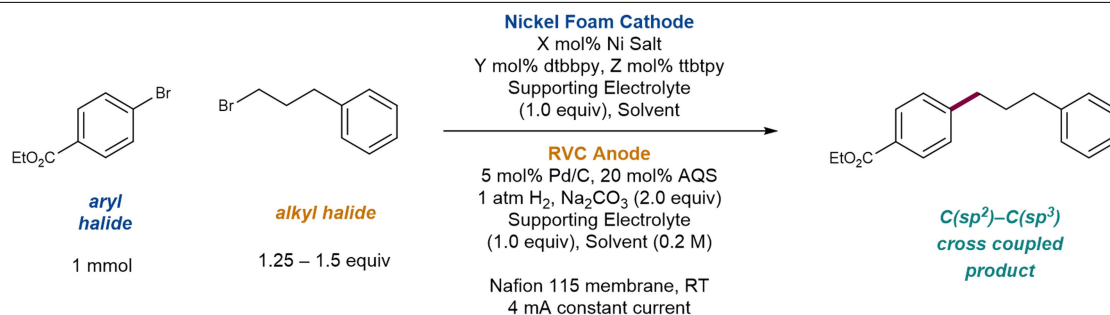 Nickel Foam Cathode
X mol% Ni Salt
Y mol% dtbbpy, Z mol% ttbtpy
Supporting Electrolyte
(1.0 equiv), Solvent
Br
EtO₂C
aryl
halide
1 mmol
Br
alkyl halide
1.25 – 1.5 equiv
RVC Anode
5 mol% Pd/C, 20 mol% AQS
1 atm H₂, Na₂CO₃ (2.0 equiv)
Supporting Electrolyte
(1.0 equiv), Solvent (0.2 M)
Nafion 115 membrane, RT
4 mA constant current
EtO₂C
C(sp²)–C(sp³)
cross coupled
product